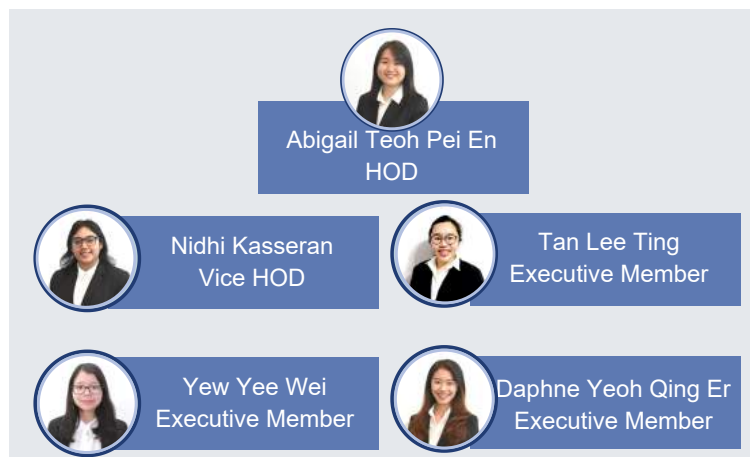 Abigail Teoh Pei En
HOD
Nidhi Kasseran
Vice HOD
Tan Lee Ting
Executive Member
Yew Yee Wei
Executive Member
Daphne Yeoh Qing Er
Executive Member